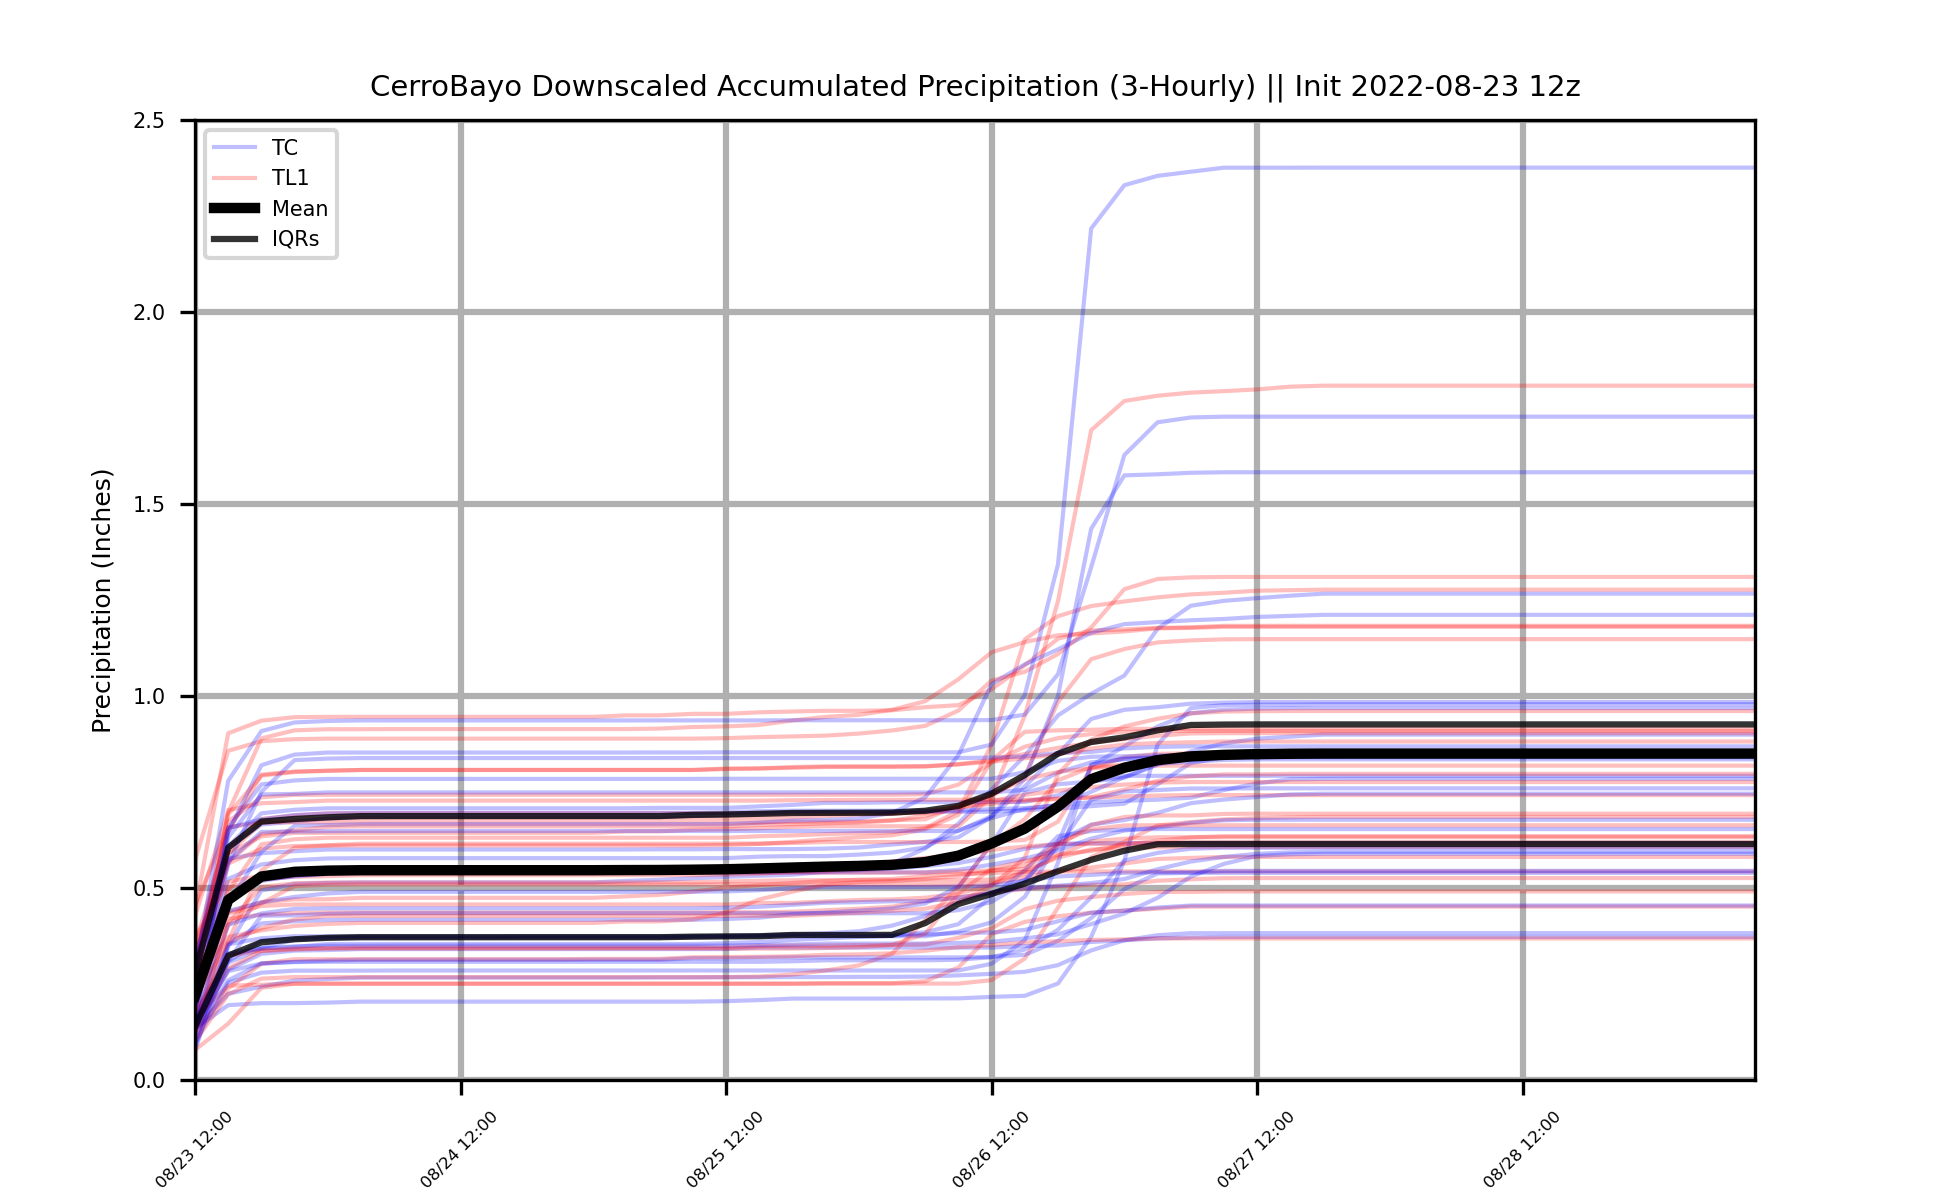 CerroBayo Downscaled Accumulated Precipitation (3-Hourly) || Init 2022-08-23 12z
2.5
2.0
1.5
1.0
0.5
0.0
Precipitation (Inches)
TC
TL1
Mean
IQRs
08/23 12:00
08/24 12:00
08/25 12:00
08/26 12:00
08/27 12:00
08/28 12:00